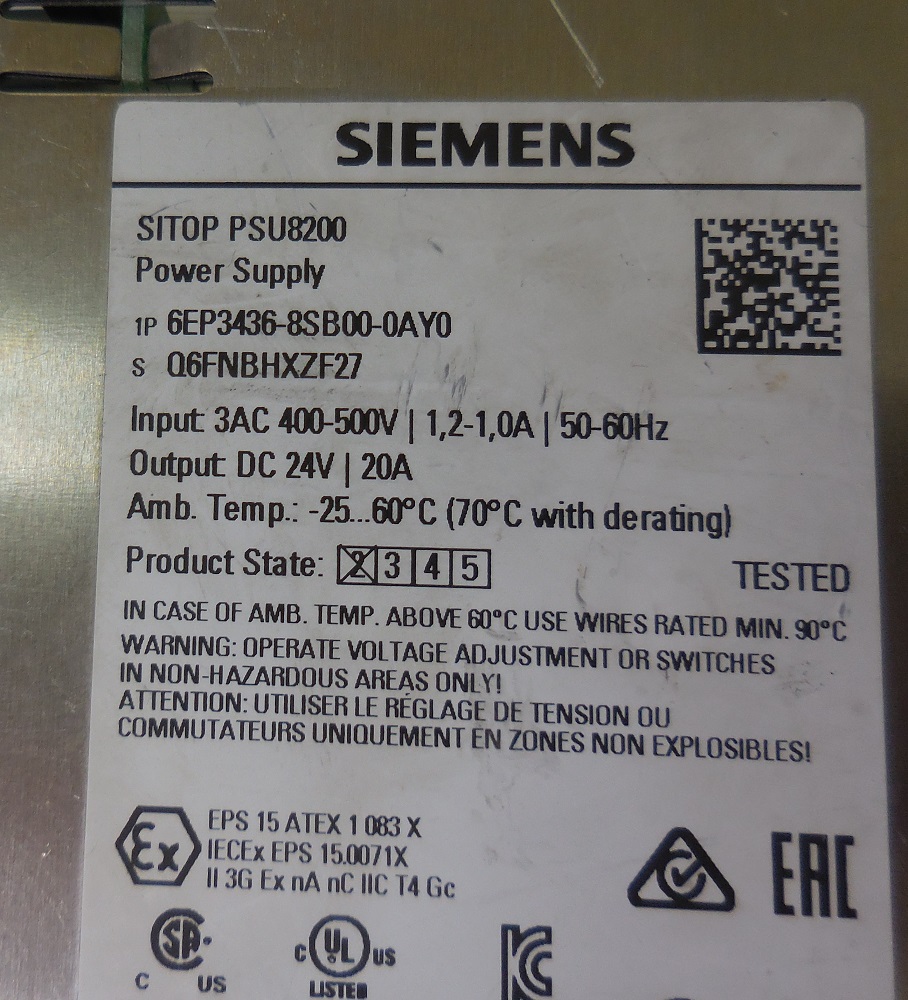 SIEMENS
SITOP PSU8200
Power Supply
1P 6EP3436-8SB00-0AY0
S Q6FNBHXZF27
Input: 3AC 400-500V | 1,2-1,0A | 50-60Hz
Output: DC 24V | 20A
Amb. Temp.: -25...60°C (70°C with derating)
Product State: 2 3 4 5
TESTED
IN CASE OF AMB. TEMP. ABOVE 60°C USE WIRES RATED MIN. 90°C
WARNING: OPERATE VOLTAGE ADJUSTMENT OR SWITCHES
IN NON-HAZARDOUS AREAS ONLY!
ATTENTION: UTILISER LE RÉGLAGE DE TENSION OU
COMMUTATEURS UNIQUEMENT EN ZONES NON EXPLOSIBLES!
Ex
EPS 15 ATEX 1 083 X
IECEx EPS 15.0071X
II 3G Ex nA nC IIC T4 Gc
EAC
C SA US
C UL US
LISTED
KC